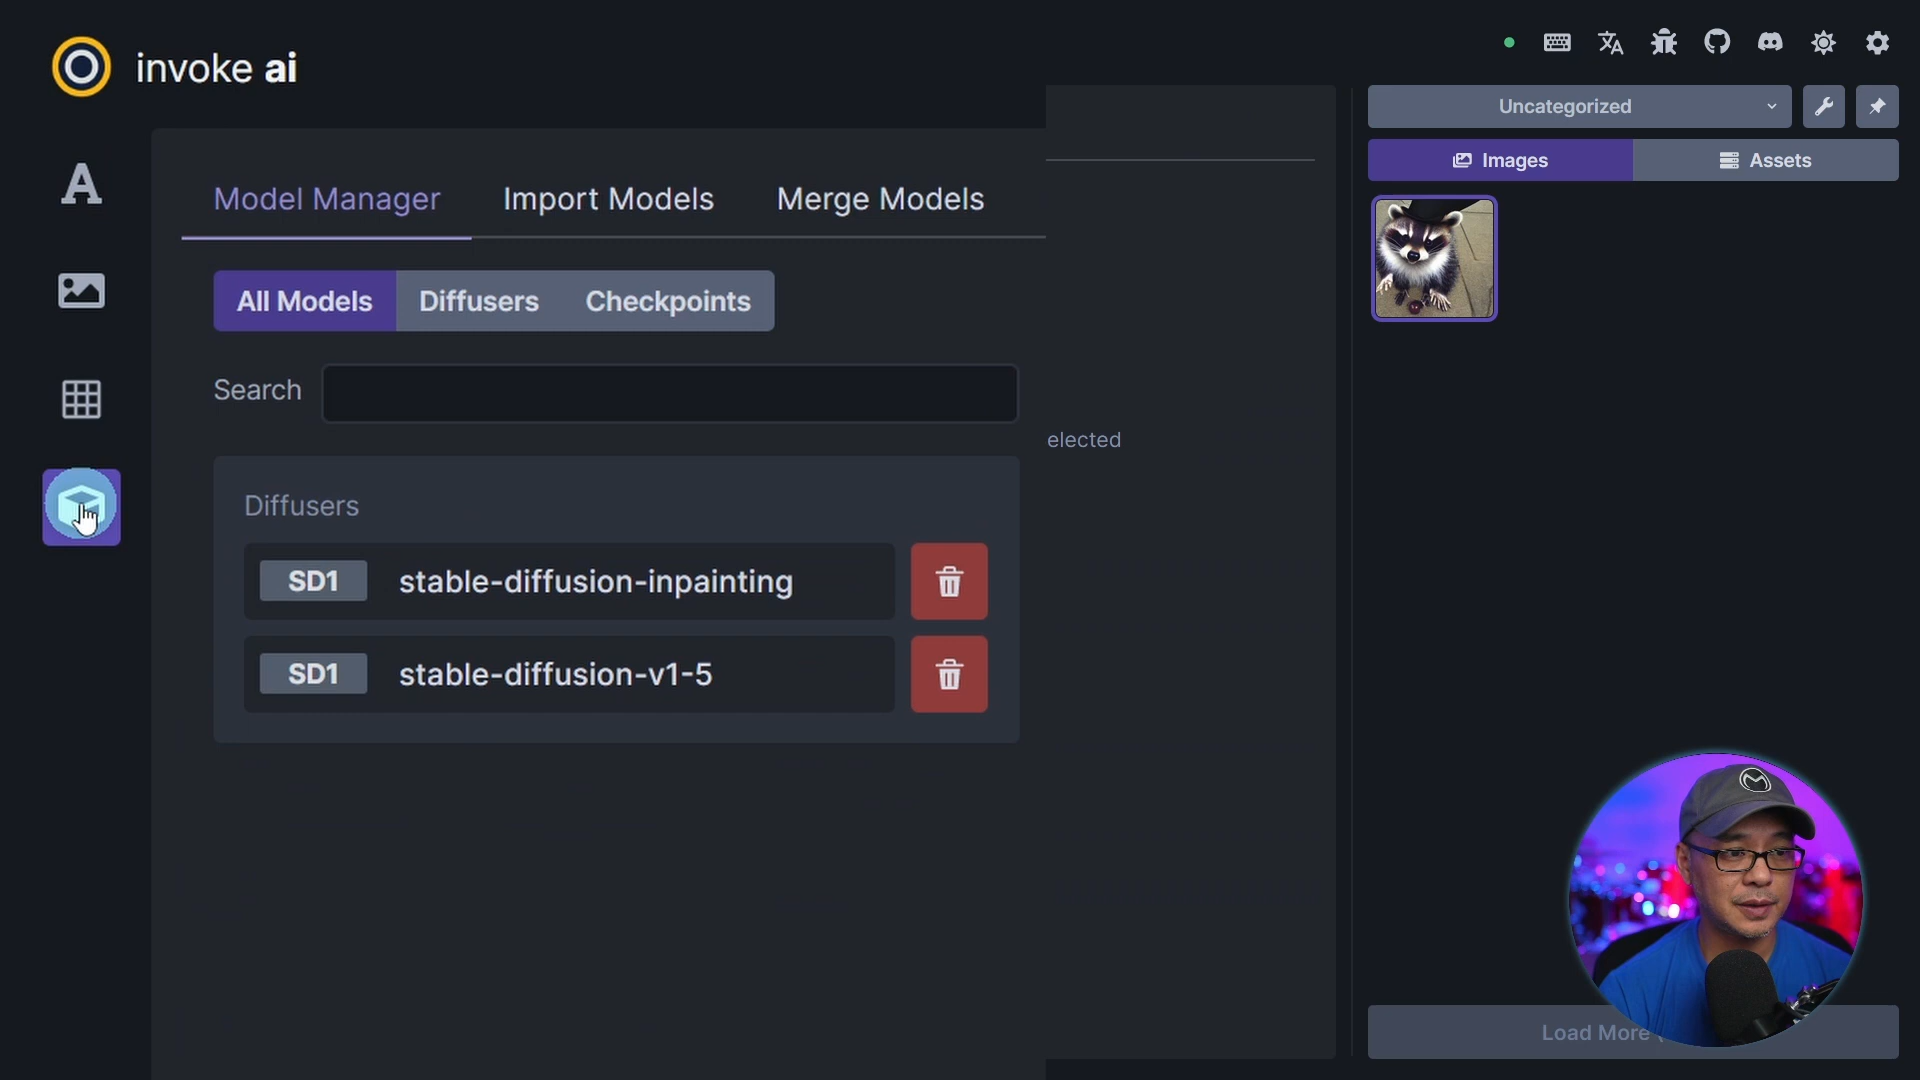 invoke ai
Model Manager
Import Models
Merge Models
All Models
Diffusers
Checkpoints
Search
Diffusers
SD1 stable-diffusion-inpainting
SD1 stable-diffusion-v1-5
elected
Uncategorized
Images
Assets
Load More